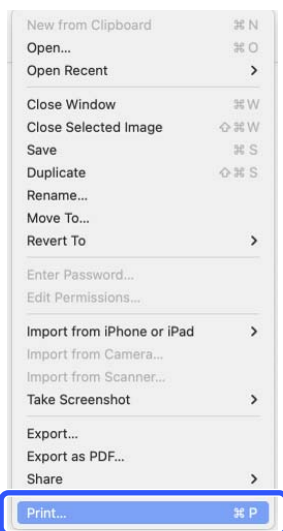 New from Clipboard ⌘ N
Open... ⌘ O
Open Recent >
Close Window ⌘ W
Close Selected Image ⇧ ⌘ W
Save ⌘ S
Duplicate ⇧ ⌘ S
Rename...
Move To...
Revert To >
Enter Password...
Edit Permissions...
Import from iPhone or iPad >
Import from Camera...
Import from Scanner...
Take Screenshot >
Export...
Export as PDF...
Share >
Print... ⌘ P